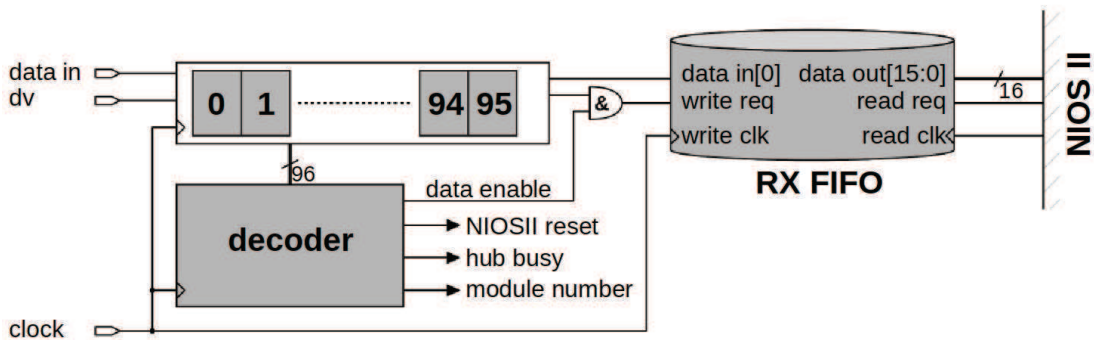 data in
dv
0 1 94 95
96
decoder
data enable
NIOSII reset
hub busy
module number
clock
&
data in[0] data out[15:0]
write req read req
write clk read clk
RX FIFO
16
NIOS II